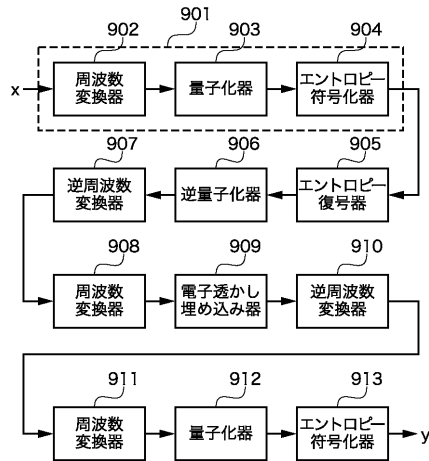 901
902
903
904
x
周波数
変換器
量子化器
エントロピー
符号化器
907
906
905
逆周波数
変換器
逆量子化器
エントロピー
復号器
908
909
910
周波数
変換器
電子透かし
埋め込み器
逆周波数
変換器
911
912
913
周波数
変換器
量子化器
エントロピー
符号化器
y